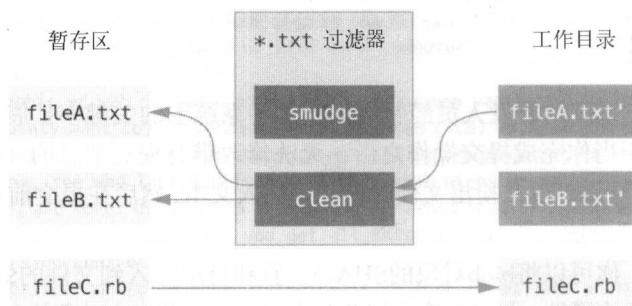 暂存区 *.txt 过滤器 工作目录
fileA.txt smudge fileA.txt'
fileB.txt clean fileB.txt'
fileC.rb fileC.rb